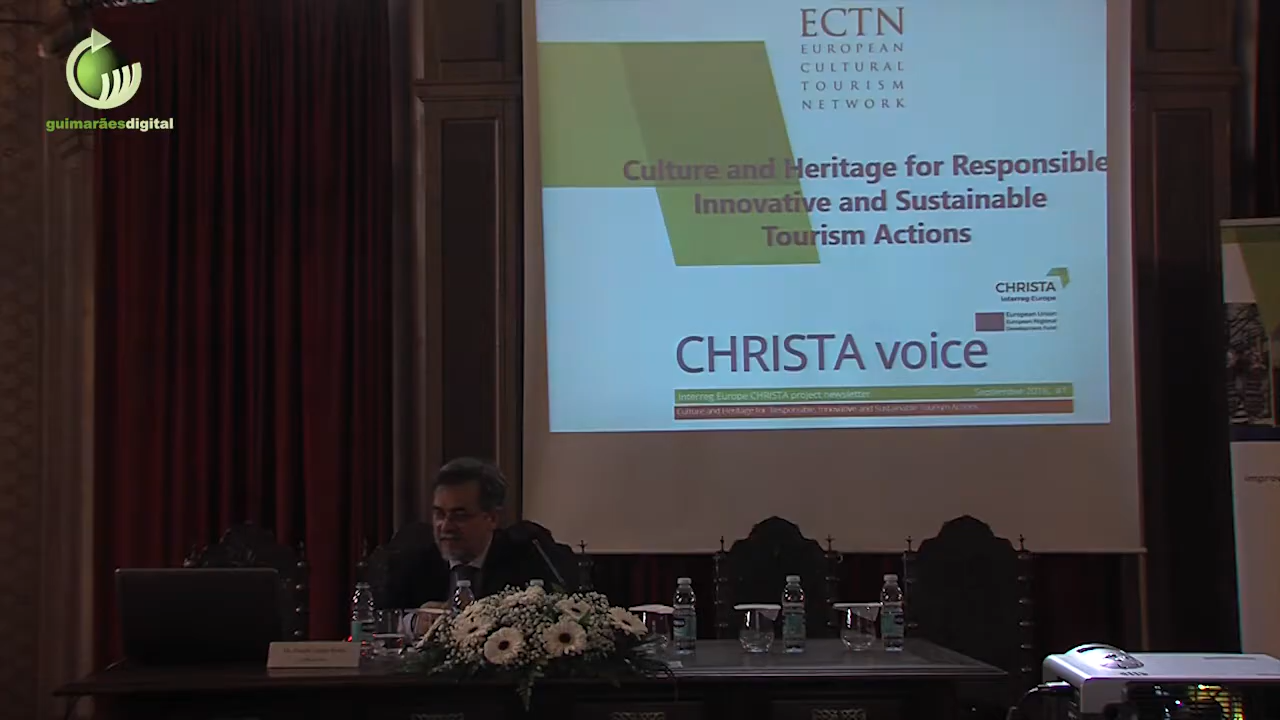 guimarãesdigital
ECTN
EUROPEAN
CULTURAL
TOURISM
NETWORK
Culture and Heritage for Responsible
Innovative and Sustainable
Tourism Actions
CHRISTA
Interreg Europe
European Union
European Regional
Development Fund
CHRISTA voice
Interreg Europe CHRISTA project newsletter
Culture and Heritage for Responsible, Innovative and Sustainable Tourism Actions